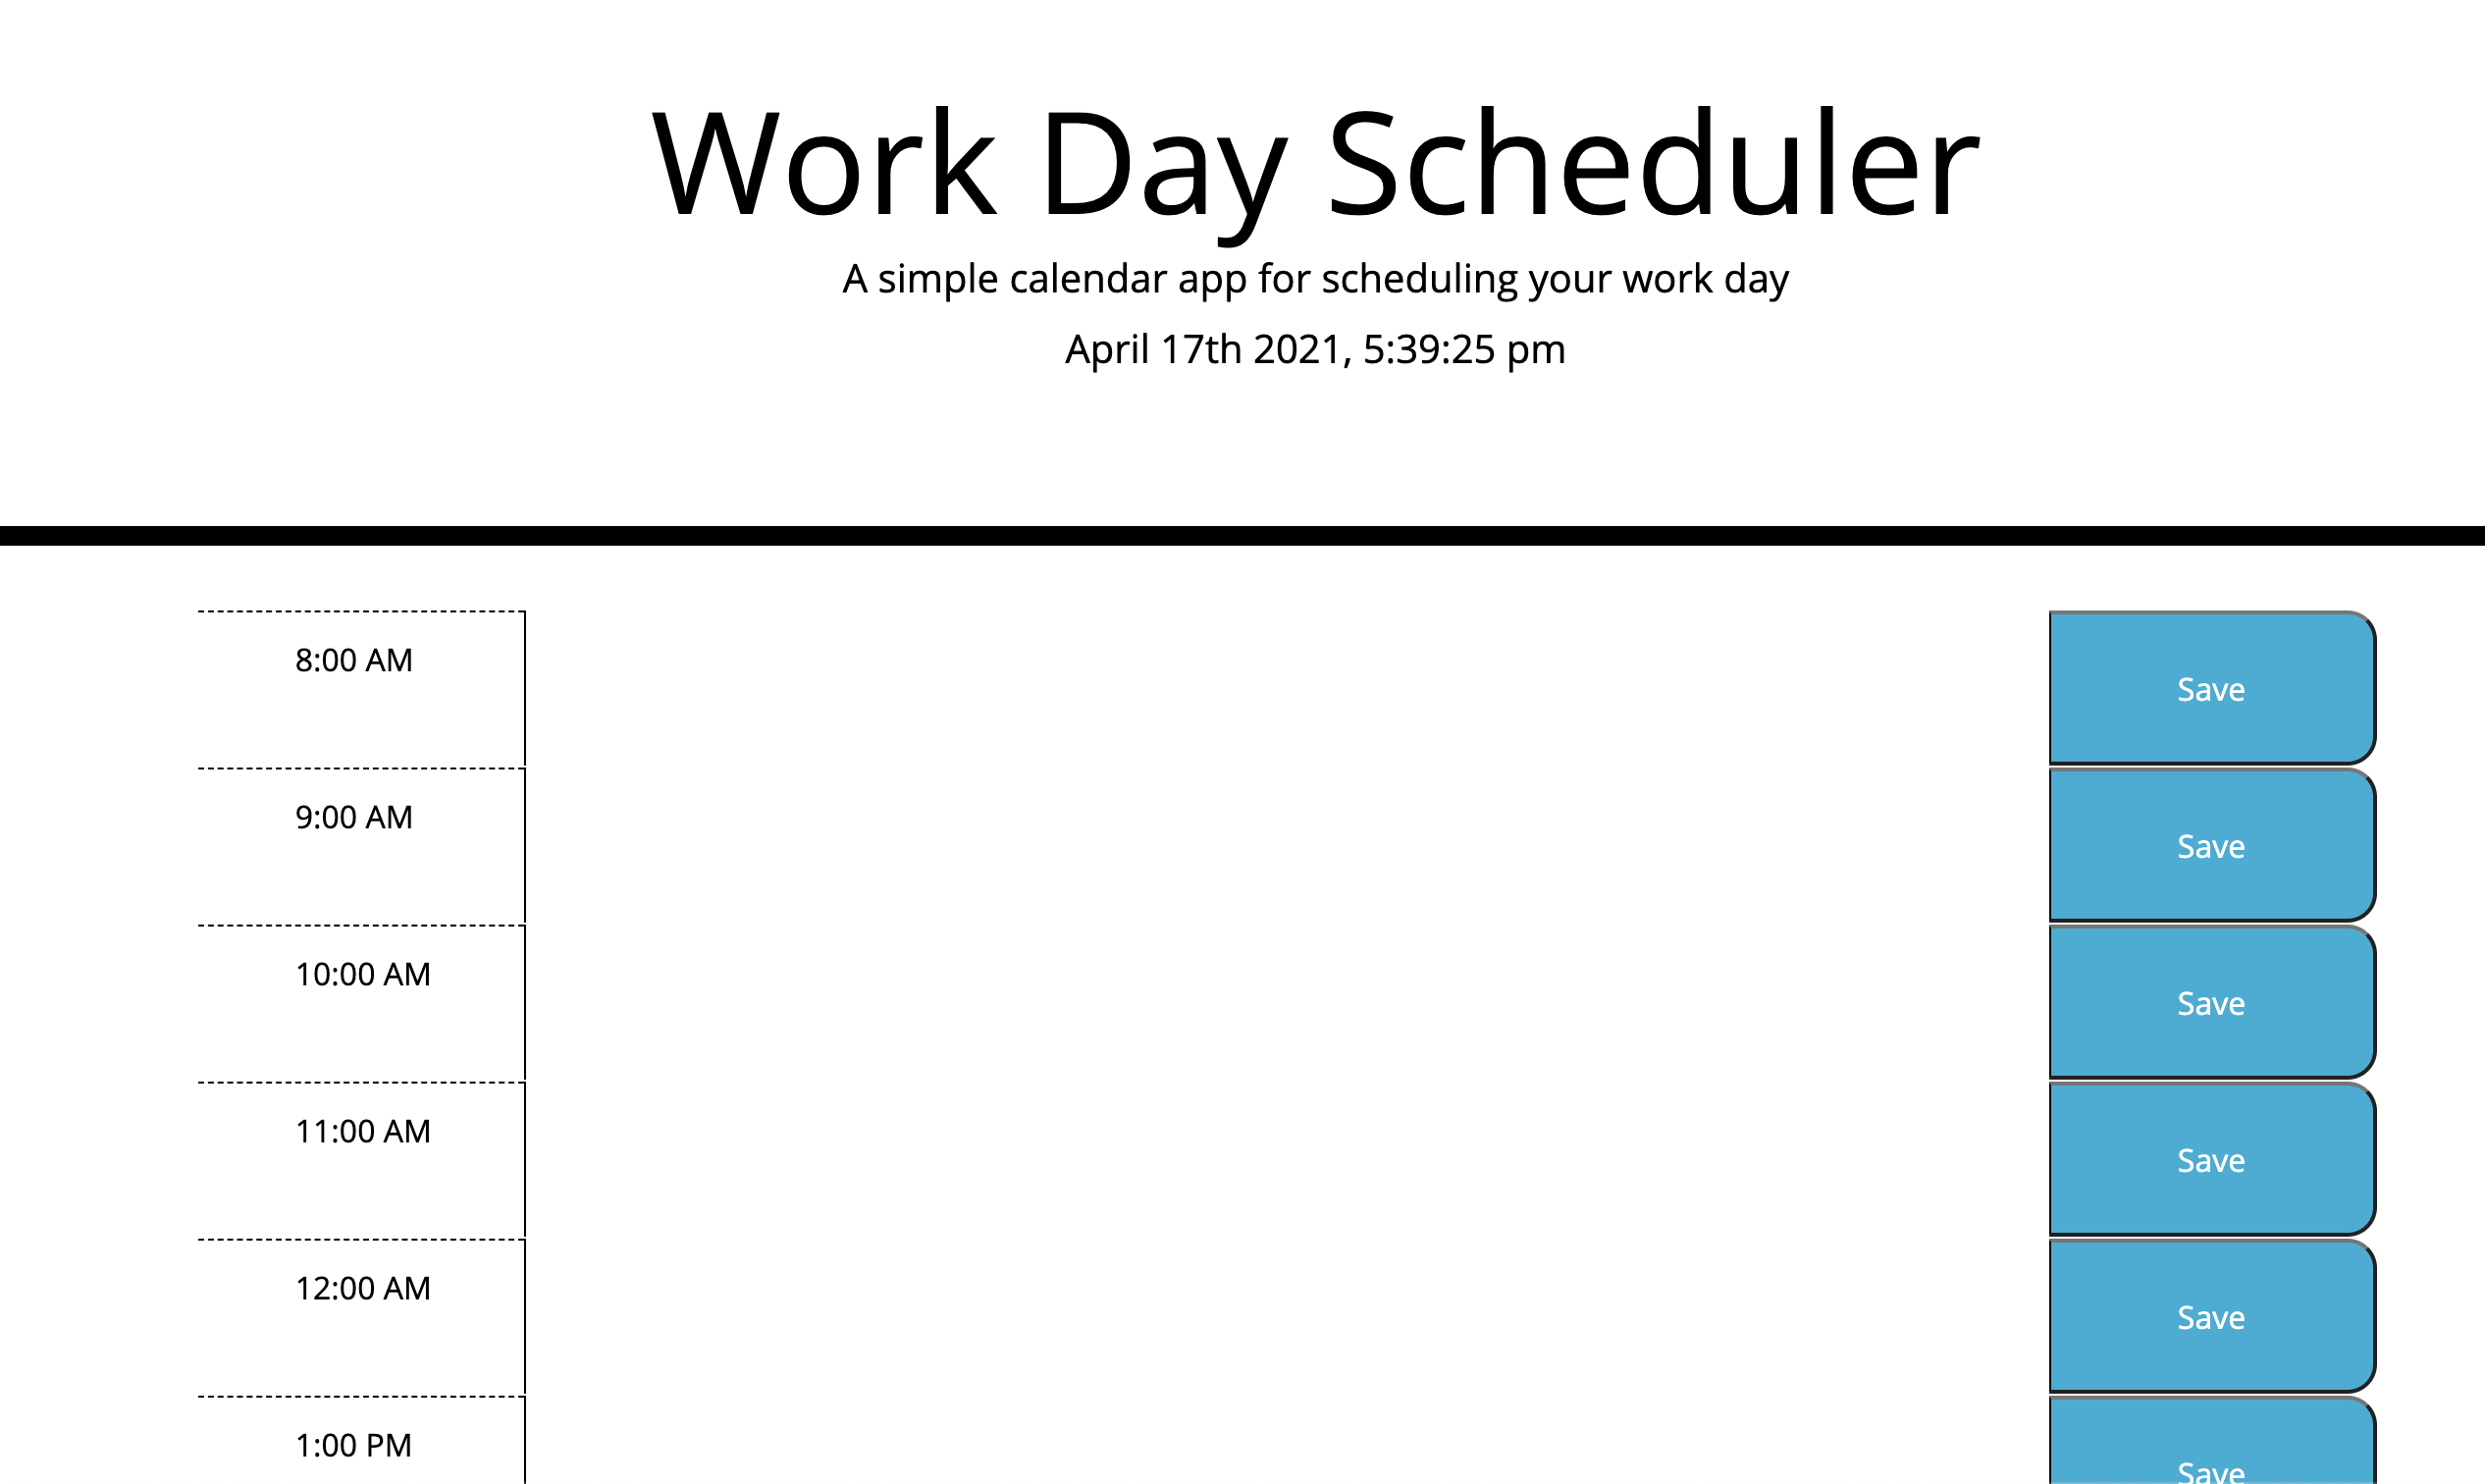 Work Day Scheduler
A simple calendar app for scheduling your work day
April 17th 2021, 5:39:25 pm
8:00 AM
Save
9:00 AM
Save
10:00 AM
Save
11:00 AM
Save
12:00 AM
Save
1:00 PM
Save